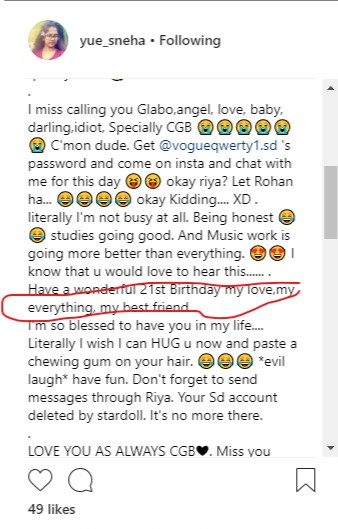 yue_sneha • Following
.
I miss calling you Glabo,angel, love, baby,
darling,idiot, Specially CGB 😭😭😭😭😭
😭 C'mon dude. Get @vogueqwerty1.sd 's
password and come on insta and chat with
me for this day 😝😝 okay riya? Let Rohan
ha... 😂😂😂😂 okay Kidding.... XD .
literally I'm not busy at all. Being honest 😂
😂 studies going good. And Music work is
going more better than everything. 😍😍 I
know that u would love to hear this...... .
Have a wonderful 21st Birthday my love,my
everything, my best friend
I'm so blessed to have you in my life....
Literally I wish I can HUG u now and paste a
chewing gum on your hair. 😂😂😂 *evil
laugh* have fun. Don't forget to send
messages through Riya. Your Sd account
deleted by stardoll. It's no more there.
.
LOVE YOU AS ALWAYS CGB🖤. Miss you
49 likes